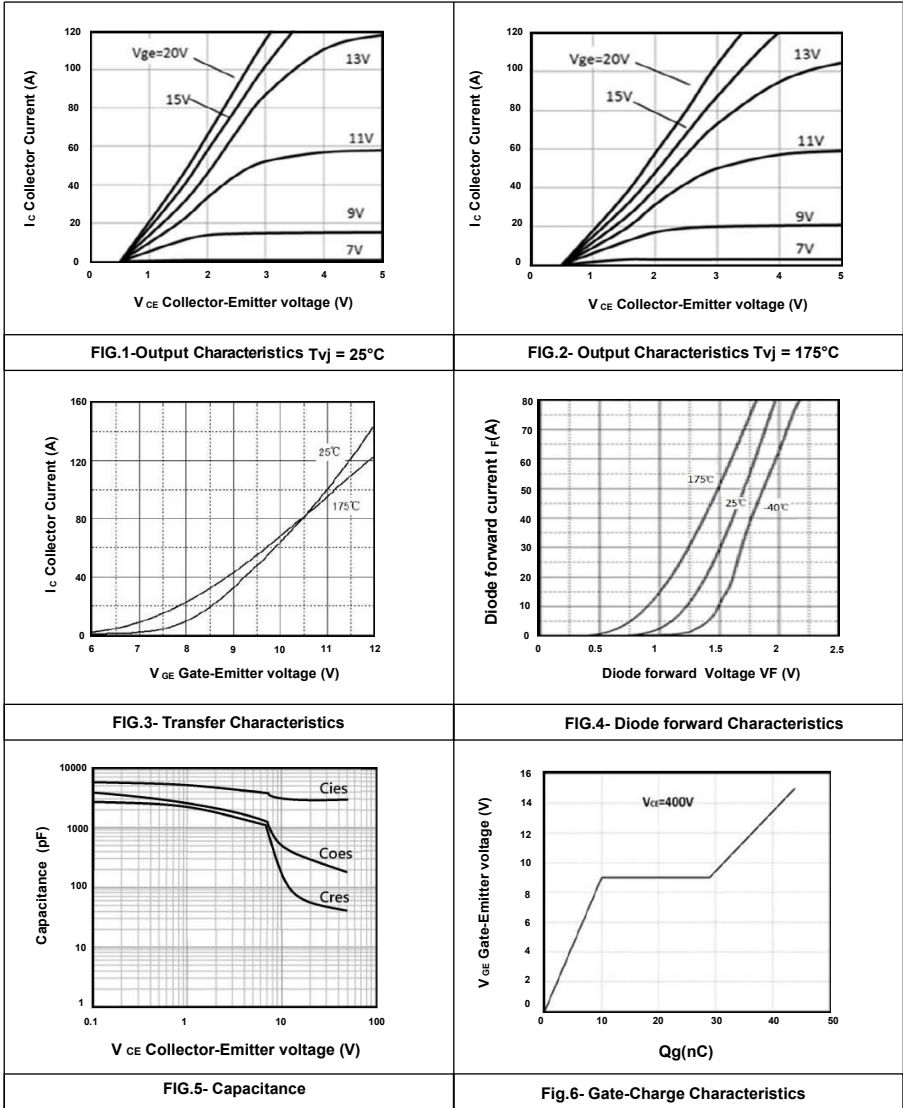 120
100
80
60
40
20
0
I C Collector Current (A)
Vge=20V
15V
13V
11V
9V
7V
0 1 2 3 4 5
V CE Collector-Emitter voltage (V)
FIG.1-Output Characteristics Tvj = 25°C
120
100
80
60
40
20
0
I C Collector Current (A)
Vge=20V
15V
13V
11V
9V
7V
0 1 2 3 4 5
V CE Collector-Emitter voltage (V)
FIG.2- Output Characteristics Tvj = 175°C
160
120
80
40
0
I C Collector Current (A)
25℃
175℃
6 7 8 9 10 11 12
V GE Gate-Emitter voltage (V)
FIG.3- Transfer Characteristics
80
70
60
50
40
30
20
10
0
Diode forward current I F(A)
175℃
25℃
-40℃
0 0.5 1.0 1.5 2.0 2.5
Diode forward Voltage VF (V)
FIG.4- Diode forward Characteristics
10000
1000
100
10
1
Capacitance (pF)
Cies
Coes
Cres
0.1 1 10 100
V CE Collector-Emitter voltage (V)
FIG.5- Capacitance
16
14
12
10
8
6
4
2
0
V GE Gate-Emitter voltage (V)
VCE=400V
0 10 20 30 40 50
Qg(nC)
Fig.6- Gate-Charge Characteristics